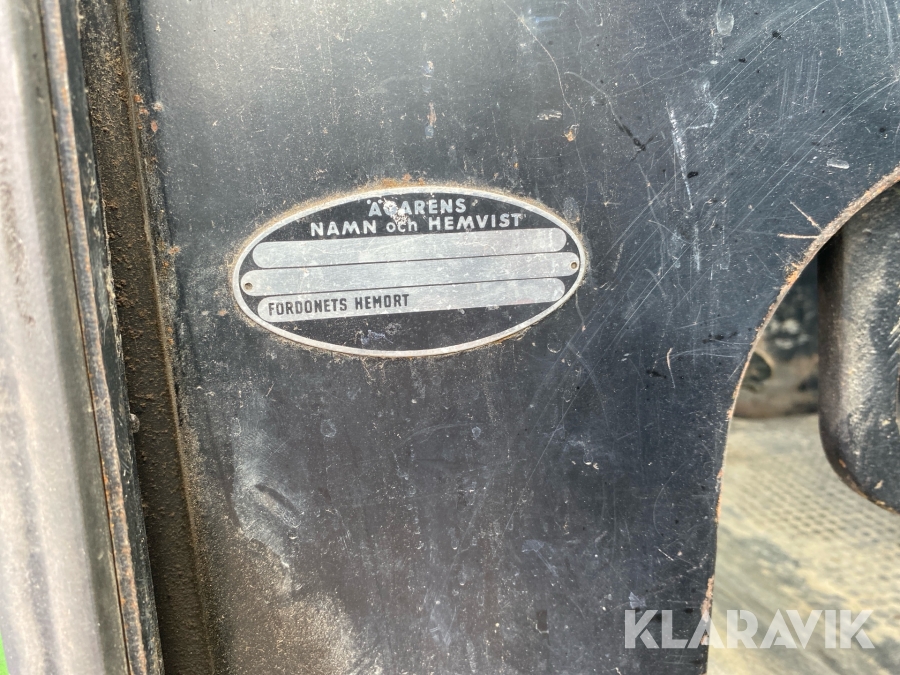 ÄGARENS
NAMN och HEMVIST
FORDONETS HEMORT
KLARAVIK